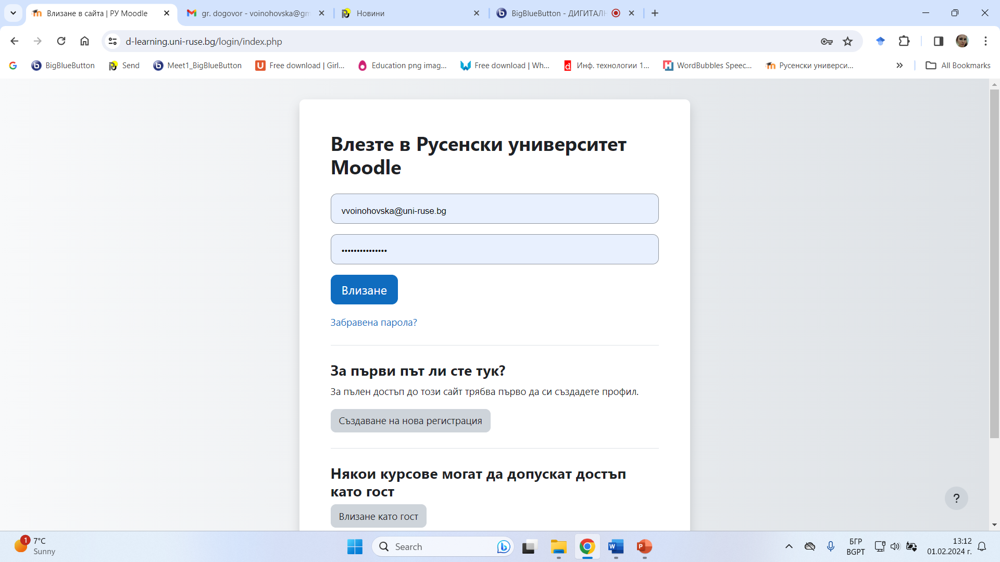 Влизане в сайта | РУ Moodle
gr. dogovor - voinohovska@gm
Новини
BigBlueButton - ДИГИТАЛН
d-learning.uni-ruse.bg/login/index.php
BigBlueButton
Send
Meet1_BigBlueButton
Free download | Girl...
Education png imag...
Free download | Wh...
Инф. технологии 1...
WordBubbles Speec...
Русенски универси...
All Bookmarks
Влезте в Русенски университет
Moodle
vvoinohovska@uni-ruse.bg
•••••••••••••••
Влизане
Забравена парола?
За първи път ли сте тук?
За пълен достъп до този сайт трябва първо да си създадете профил.
Създаване на нова регистрация
Някои курсове могат да допускат достъп
като гост
Влизане като гост
?
1
7°C
Sunny
Search
БГР
BGPT
13:12
01.02.2024 г.